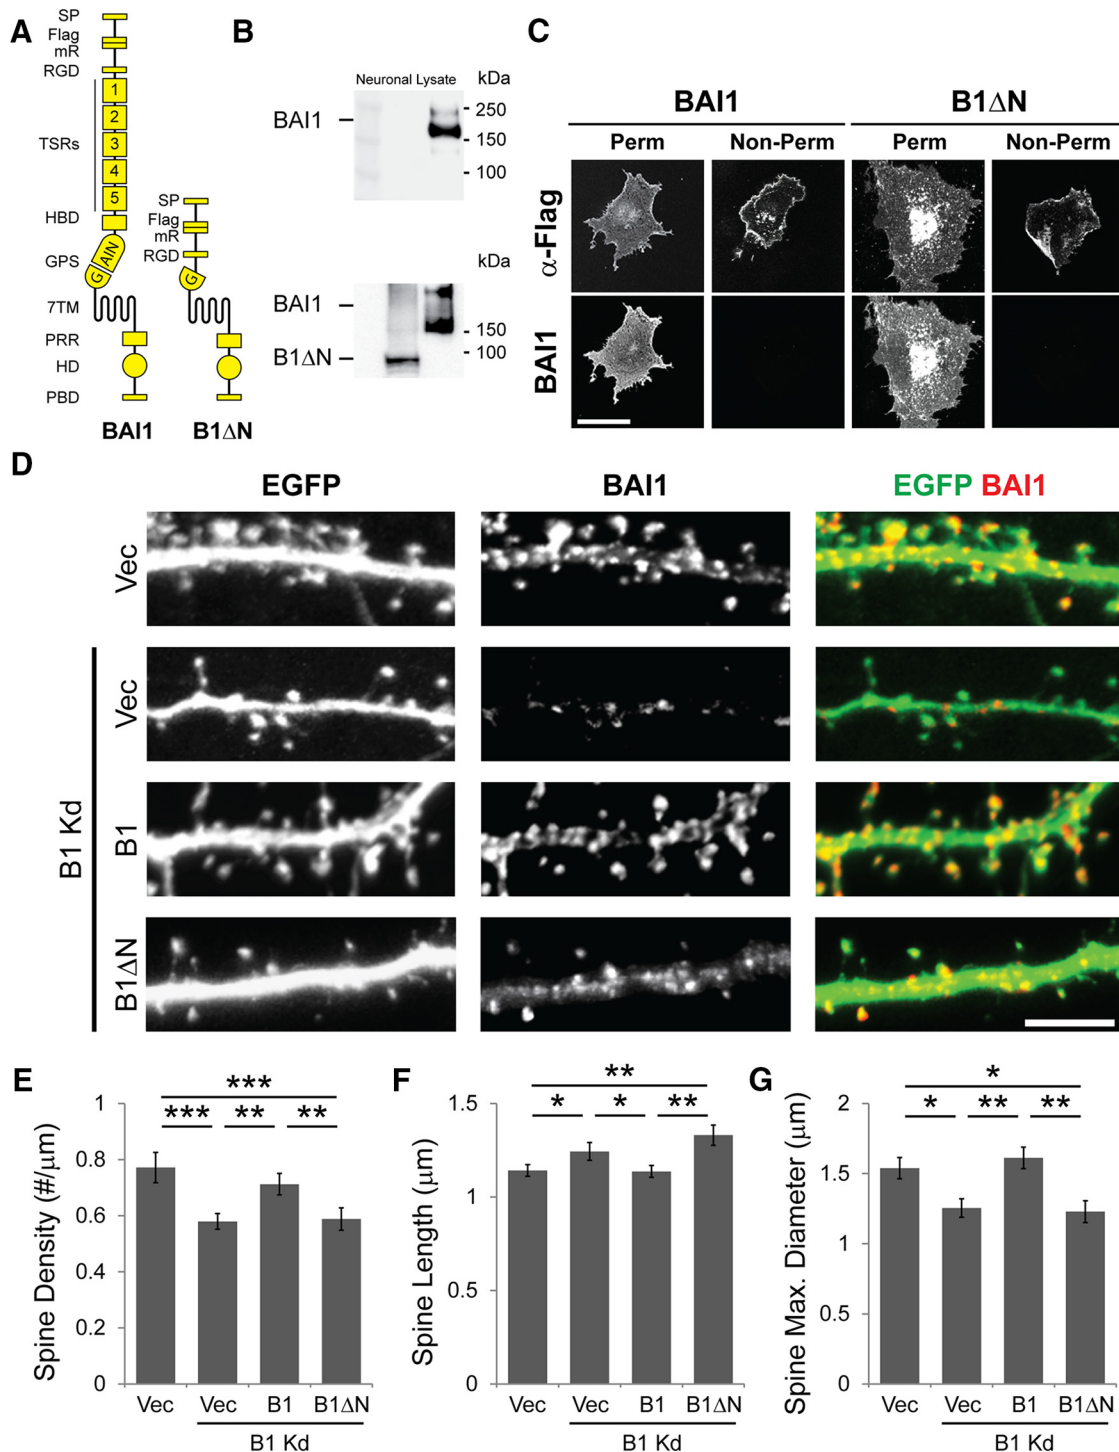 A
SP
Flag
mR
RGD
TSRs
HBD
GPS
7TM
PRR
HD
PBD
1
2
3
4
5
G
AIN
BAI1
SP
Flag
mR
RGD
G
B1ΔN
B
Neuronal Lysate
kDa
BAI1
250
150
100
kDa
BAI1
B1ΔN
150
100
C
BAI1
B1ΔN
Perm
Non-Perm
Perm
Non-Perm
α-Flag
BAI1
D
EGFP
BAI1
EGFP BAI1
Vec
B1 Kd
Vec
B1
B1ΔN
E
***
*** ** **
Spine Density (#/μm)
1
0.8
0.6
0.4
0.2
0
Vec Vec B1 B1ΔN
B1 Kd
F
**
* * **
Spine Length (μm)
1.5
1
0.5
0
Vec Vec B1 B1ΔN
B1 Kd
G
*
* ** **
Spine Max. Diameter (μm)
2
1.5
1
0.5
0
Vec Vec B1 B1ΔN
B1 Kd